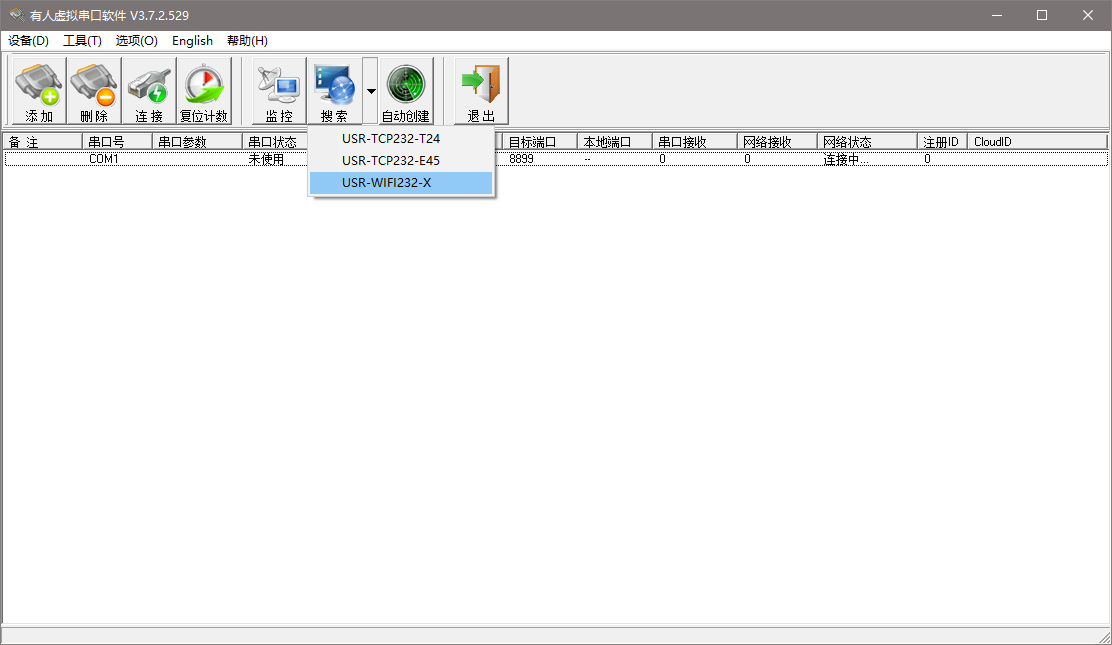 有人虚拟串口软件 V3.7.2.529
设备(D) 工具(T) 选项(O) English 帮助(H)
添加 删除 连接 复位计数 监控 搜索 自动创建 退出
备 注 串口号 串口参数 串口状态 目标端口 本地端口 串口接收 网络接收 网络状态 注册ID CloudID
COM1 未使用 8899 -- 0 0 连接中... 0
USR-TCP232-T24
USR-TCP232-E45
USR-WIFI232-X